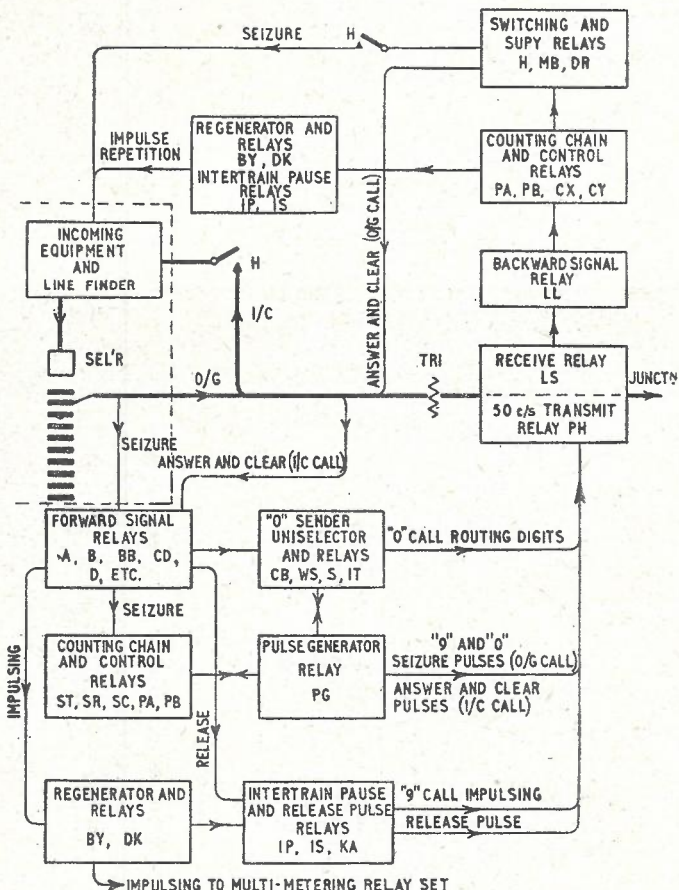 SEIZURE
H
SWITCHING AND
SUPY RELAYS
H, MB, DR
IMPULSE
REPETITION
REGENERATOR AND
RELAYS
BY, DK
INTERTRAIN PAUSE
RELAYS
IP, IS
COUNTING CHAIN
AND CONTROL
RELAYS
PA, PB, CX, CY
ANSWER AND CLEAR (O/G CALL)
INCOMING
EQUIPMENT
AND
LINE FINDER
H
I/C
BACKWARD SIGNAL
RELAY
LL
SEL'R
O/G
TRI
RECEIVE RELAY
LS
50 c/s TRANSMIT
RELAY PH
JUNCTN
SEIZURE
ANSWER AND CLEAR (I/C CALL)
FORWARD SIGNAL
RELAYS
A, B, BB, CD,
D, ETC.
"O" SENDER
UNISELECTOR
AND RELAYS
CB, WS, S, IT
"O" CALL ROUTING DIGITS
SEIZURE
IMPULSING
COUNTING CHAIN
AND CONTROL
RELAYS
ST, SR, SC, PA, PB
PULSE GENERATOR
RELAY
PG
"9" AND "O"
SEIZURE PULSES (O/G CALL)
ANSWER AND CLEAR
PULSES (I/C CALL)
RELEASE
REGENERATOR AND
RELAYS
BY, DK
INTERTRAIN PAUSE
AND RELEASE PULSE
RELAYS
IP, IS, KA
"9" CALL IMPULSING
RELEASE PULSE
IMPULSING TO MULTI-METERING RELAY SET